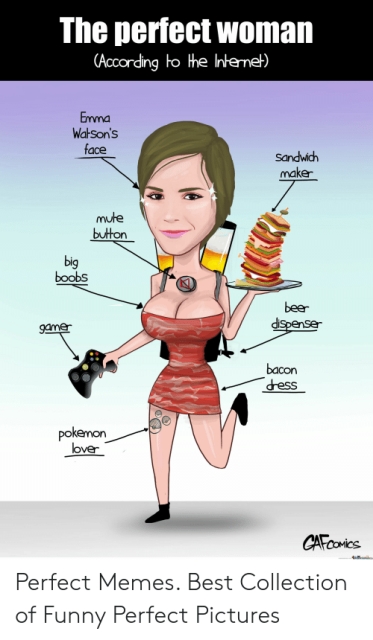 The perfect woman
(According to the Internet)
Emma
Watson's
face
Sandwich
maker
mute
button
big
boobs
beer
dispenser
gamer
bacon
dress
pokemon
lover
CAFcomics
Perfect Memes. Best Collection
of Funny Perfect Pictures